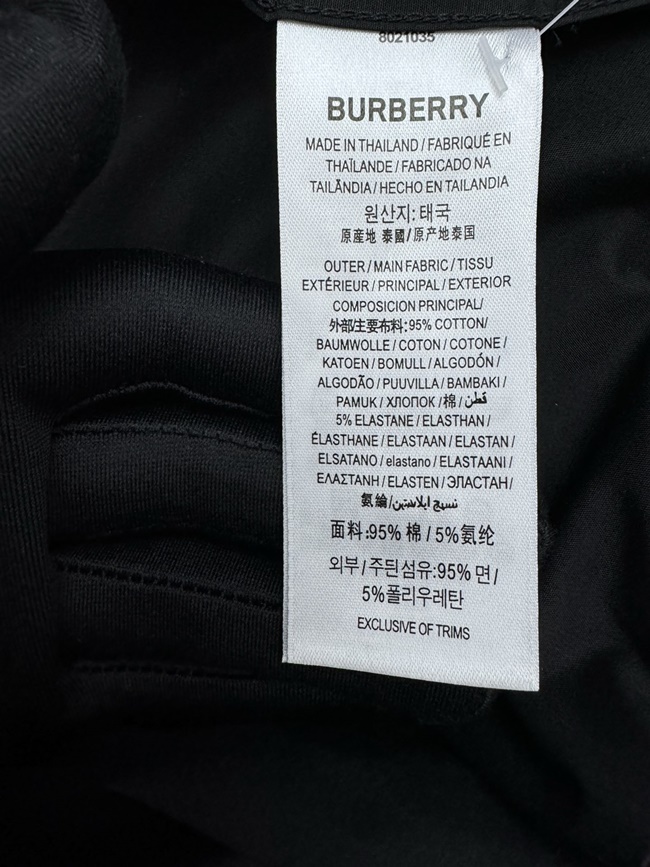 8021035
BURBERRY
MADE IN THAILAND / FABRIQUÉ EN
THAÏLANDE / FABRICADO NA
TAILÂNDIA / HECHO EN TAILANDIA
원산지: 태국
原産地 泰國/原产地泰国
OUTER / MAIN FABRIC / TISSU
EXTÉRIEUR / PRINCIPAL / EXTERIOR
COMPOSICION PRINCIPAL/
外部/主要布料:95% COTTON/
BAUMWOLLE / COTON / COTONE /
KATOEN / BOMULL / ALGODÓN /
ALGODÃO / PUUVILLA / BAMBAKI /
PAMUK / ХЛОПОК /棉/ قطن/
5% ELASTANE / ELASTHAN /
ÉLASTHANE / ELASTAAN / ELASTAN /
ELSATANO / elastano / ELASTAANI /
ΕΛΑΣΤΑΝΗ / ELASTEN / ЭЛАСТАН /
氨綸/نسيج ايلاستين
面料:95% 棉 / 5%氨纶
외부 / 주된 섬유:95% 면 /
5%폴리우레탄
EXCLUSIVE OF TRIMS